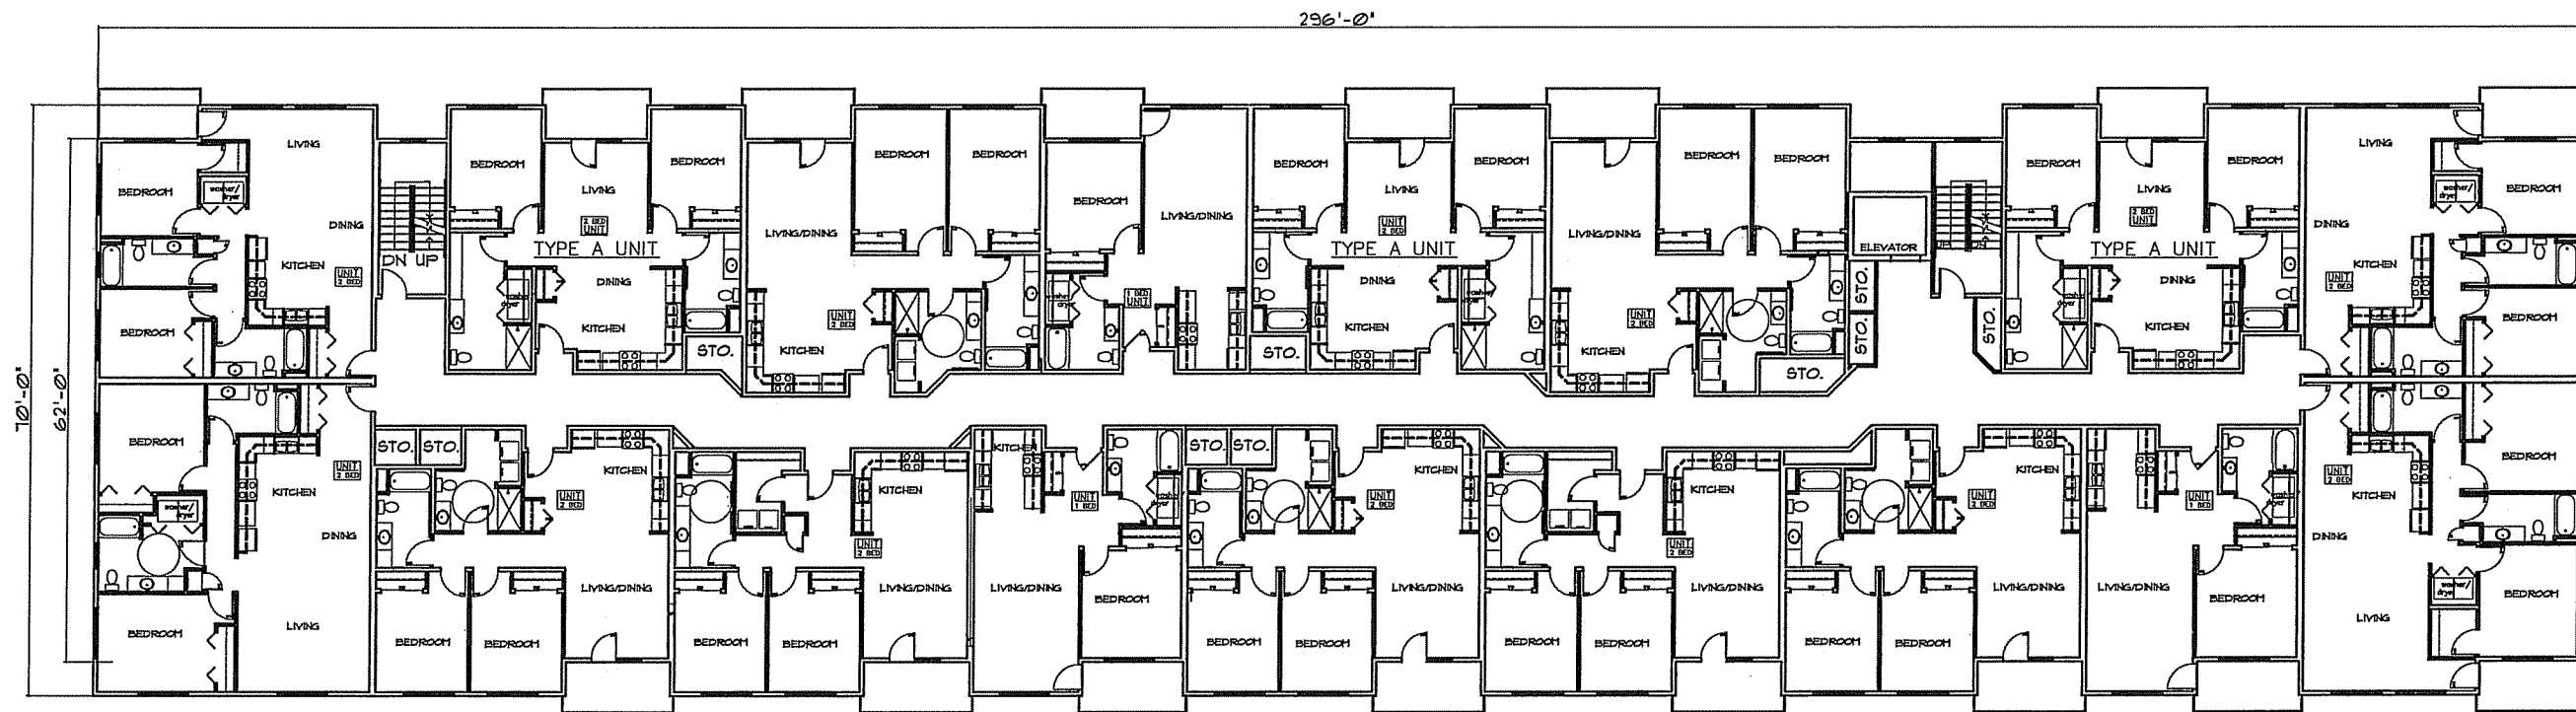 296'-0"
70'-0"
62'-0"
LIVING
BEDROOM
washer/
dryer
DINING
KITCHEN
UNIT
2 BED
BEDROOM
DN UP
BEDROOM
LIVING
BEDROOM
2 BED
UNIT
TYPE A UNIT
DINING
KITCHEN
STO.
BEDROOM
BEDROOM
LIVING/DINING
UNIT
2 BED
KITCHEN
BEDROOM
LIVING/DINING
1 BED
UNIT
BEDROOM
LIVING
BEDROOM
UNIT
2 BED
TYPE A UNIT
DINING
KITCHEN
STO.
BEDROOM
BEDROOM
LIVING/DINING
UNIT
2 BED
KITCHEN
STO.
ELEVATOR
STO.
STO.
UP DN
STO.
BEDROOM
LIVING
BEDROOM
2 BED
UNIT
TYPE A UNIT
DINING
KITCHEN
LIVING
BEDROOM
washer/
dryer
DINING
KITCHEN
UNIT
2 BED
BEDROOM
BEDROOM
UNIT
2 BED
KITCHEN
washer/
dryer
DINING
LIVING
BEDROOM
STO.
STO.
KITCHEN
UNIT
2 BED
LIVING/DINING
BEDROOM
BEDROOM
KITCHEN
UNIT
2 BED
LIVING/DINING
BEDROOM
BEDROOM
KITCHEN
UNIT
1 BED
LIVING/DINING
BEDROOM
STO.
STO.
KITCHEN
UNIT
2 BED
LIVING/DINING
BEDROOM
BEDROOM
KITCHEN
UNIT
2 BED
LIVING/DINING
BEDROOM
BEDROOM
KITCHEN
UNIT
2 BED
LIVING/DINING
BEDROOM
BEDROOM
UNIT
1 BED
LIVING/DINING
BEDROOM
BEDROOM
UNIT
2 BED
KITCHEN
DINING
washer/
dryer
BEDROOM
LIVING